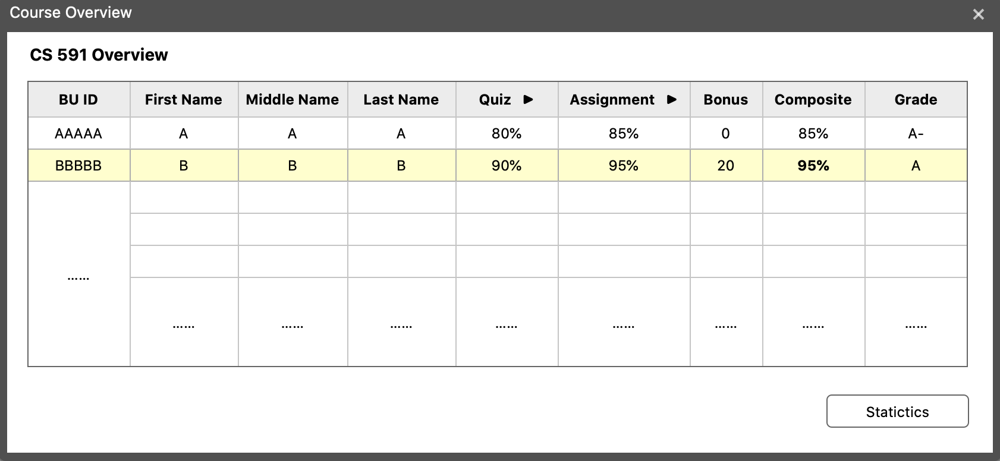 Course Overview
CS 591 Overview
BU ID First Name Middle Name Last Name Quiz ▶ Assignment ▶ Bonus Composite Grade
AAAAA A A A 80% 85% 0 85% A-
BBBBB B B B 90% 95% 20 95% A
......
...... ...... ...... ...... ...... ...... ...... ......
Statictics